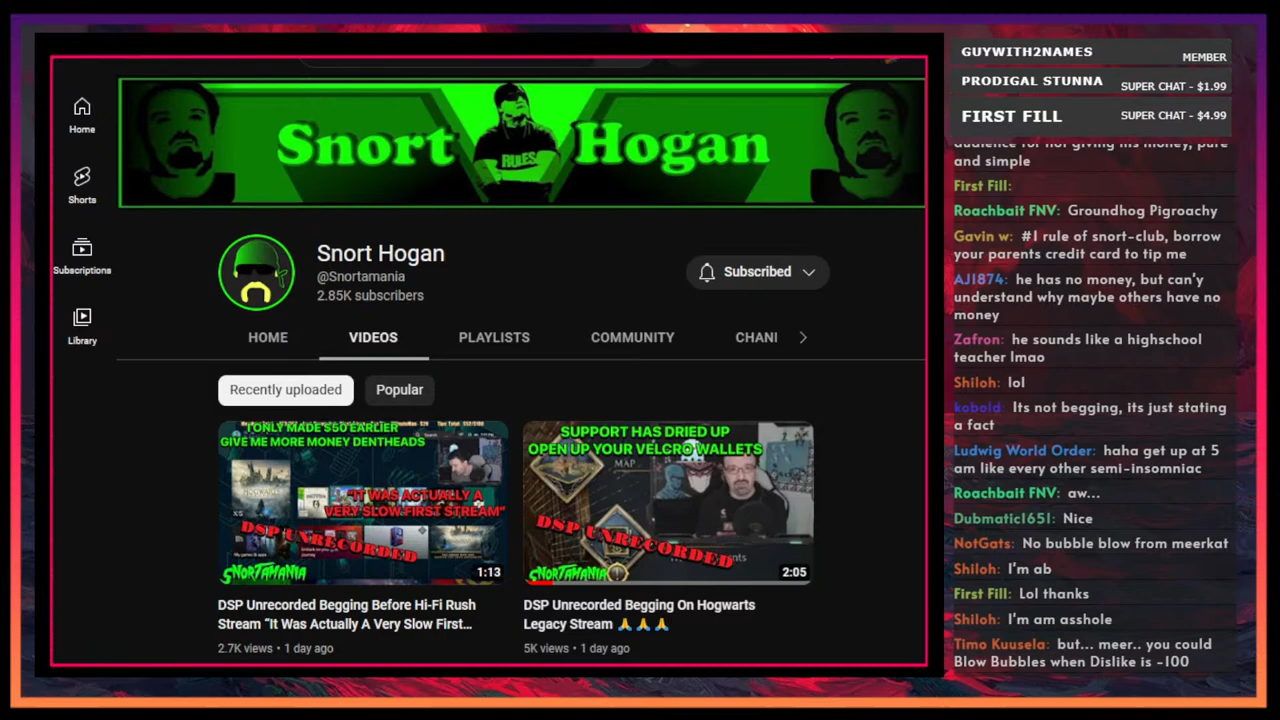 Snort Hogan
RULES
Home
Shorts
Subscriptions
Library
Snort Hogan
@Snortamania
2.85K subscribers
Subscribed
HOME
VIDEOS
PLAYLISTS
COMMUNITY
CHANI
Recently uploaded
Popular
I ONLY MADE $50 EARLIER
GIVE ME MORE MONEY DENTHEADS
"IT WAS ACTUALLY A
VERY SLOW FIRST STREAM"
DSP UNRECORDED
SNORTAMANIA
1:13
DSP Unrecorded Begging Before Hi-Fi Rush
Stream “It Was Actually A Very Slow First...
2.7K views • 1 day ago
SUPPORT HAS DRIED UP
OPEN UP YOUR VELCRO WALLETS
MAP
DSP UNRECORDED
SNORTAMANIA
2:05
DSP Unrecorded Begging On Hogwarts
Legacy Stream 🙏🙏🙏
5K views • 1 day ago
GUYWITH2NAMES
MEMBER
PRODIGAL STUNNA
SUPER CHAT - $1.99
FIRST FILL
SUPER CHAT - $4.99
audience for not giving his money, pure
and simple
First Fill:
Roachbait FNV: Groundhog Pigroachy
Gavin w: #1 rule of snort-club, borrow
your parents credit card to tip me
AJ1874: he has no money, but can'y
understand why maybe others have no
money
Zafron: he sounds like a highschool
teacher lmao
Shiloh: lol
kobold: Its not begging, its just stating
a fact
Ludwig World Order: haha get up at 5
am like every other semi-insomniac
Roachbait FNV: aw...
Dubmatic1651: Nice
NotGats: No bubble blow from meerkat
Shiloh: I'm ab
First Fill: Lol thanks
Shiloh: I'm am asshole
Timo Kuusela: but... meer.. you could
Blow Bubbles when Dislike is -100